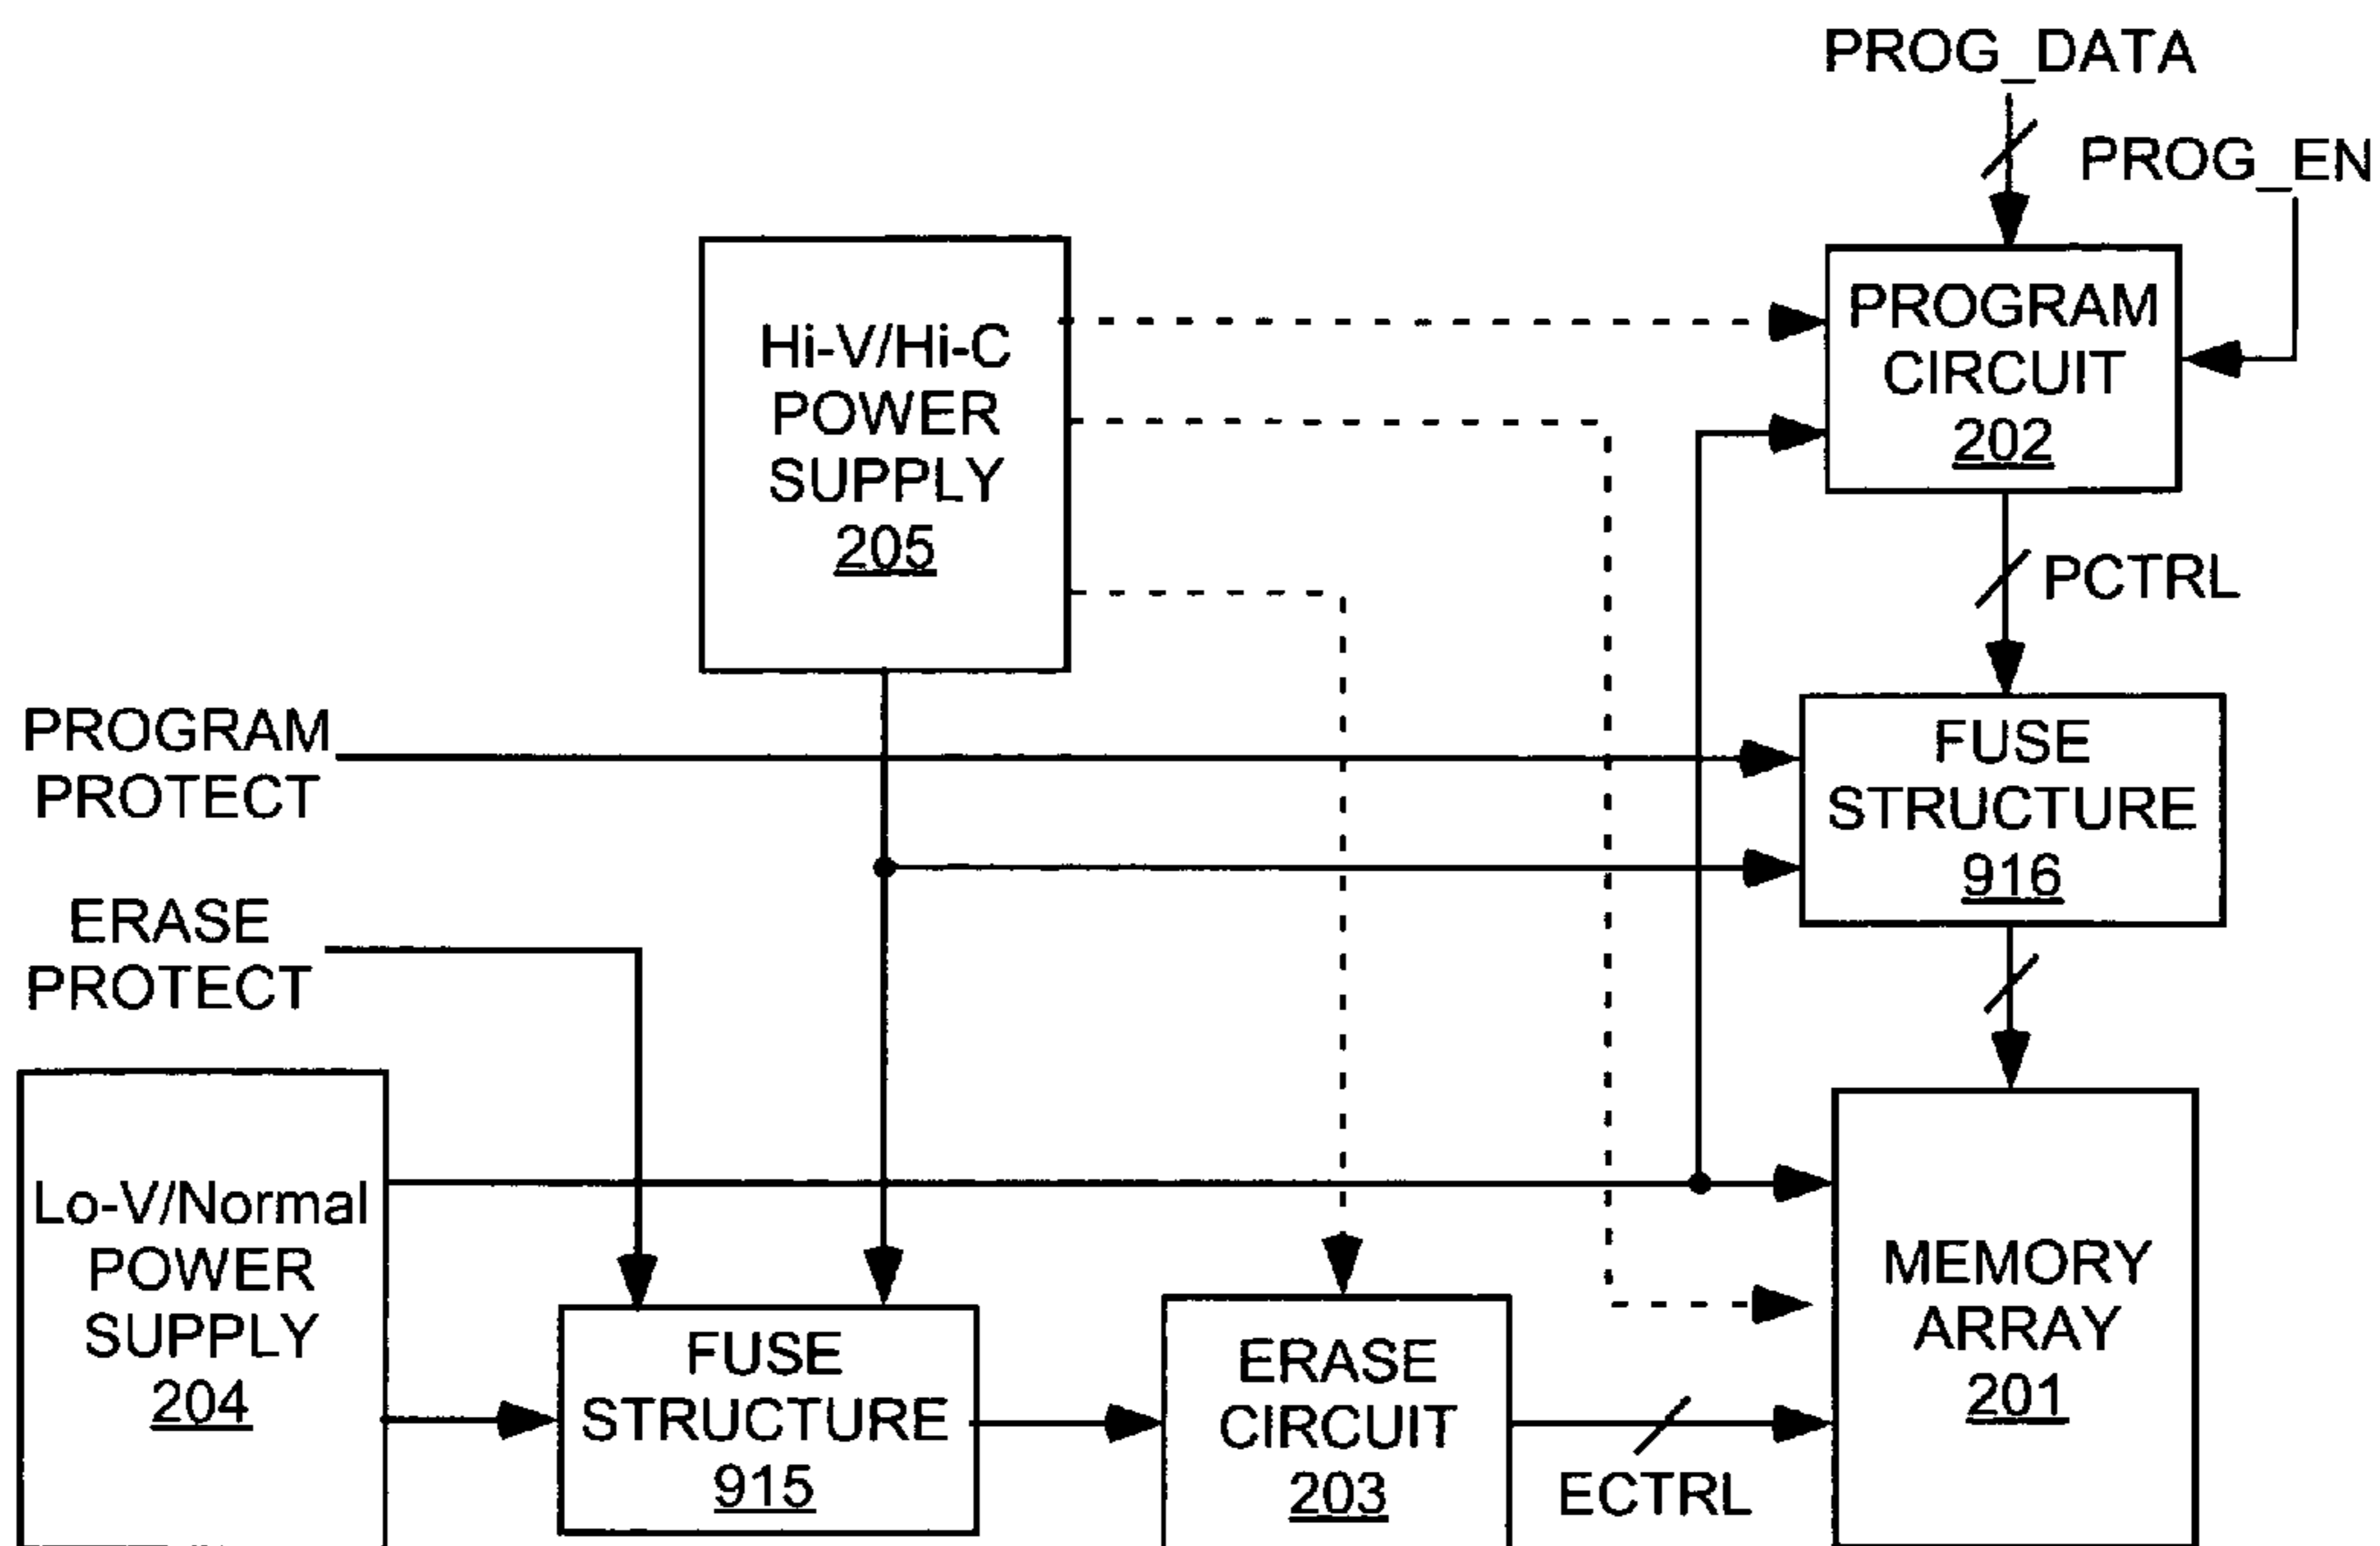 PROG_DATA
PROG_EN
Hi-V/Hi-C
POWER
SUPPLY
205
PROGRAM
CIRCUIT
202
PCTRL
PROGRAM
PROTECT
FUSE
STRUCTURE
916
ERASE
PROTECT
Lo-V/Normal
POWER
SUPPLY
204
FUSE
STRUCTURE
915
ERASE
CIRCUIT
203
ECTRL
MEMORY
ARRAY
201